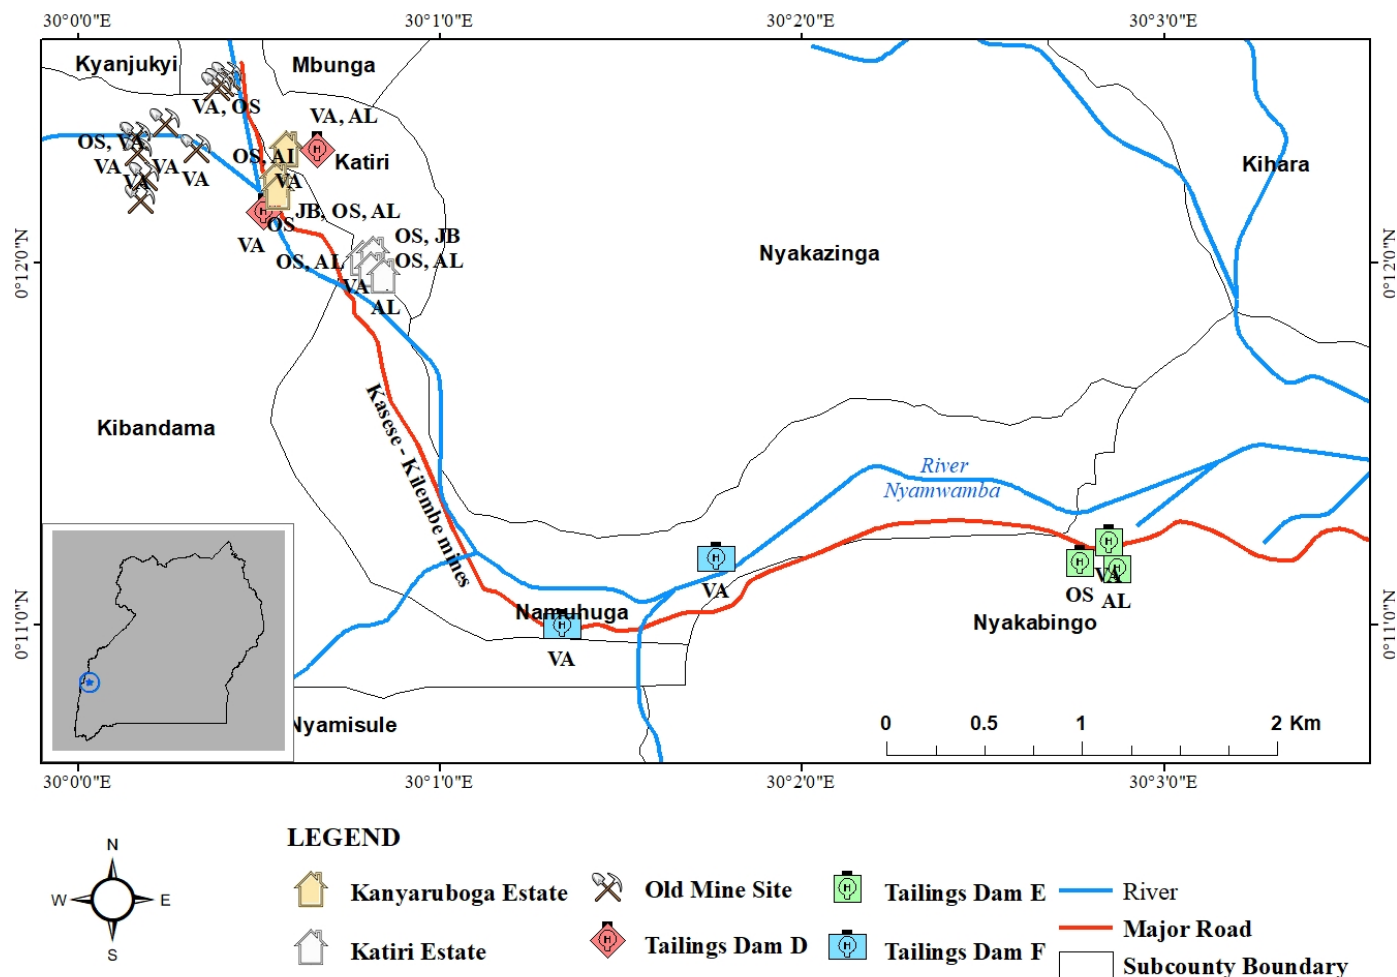 30°0'0"E
30°1'0"E
30°2'0"E
30°3'0"E
Kyanjukyi
Mbunga
VA, OS
VA, AL
OS, VA
OS, AI
Katiri
Kihara
VA
VA
VA
VA
VA
JB, OS, AL
OS
VA
OS, JB
Nyakazinga
OS, AL
OS, AL
0°12'0"N
0°12'0"N
VA
AL
Kibandama
Kasese - Kilembe mines
River
Nyamwamba
VA
VA
OS
AL
Namuhuga
Nyakabingo
0°11'0"N
0°11'0"N
VA
Nyamisule
0
0.5
1
2 Km
30°0'0"E
30°1'0"E
30°2'0"E
30°3'0"E
N
W
E
S
LEGEND
Kanyaruboga Estate
Old Mine Site
Tailings Dam E
River
Katiri Estate
Tailings Dam D
Tailings Dam F
Major Road
Subcounty Boundary